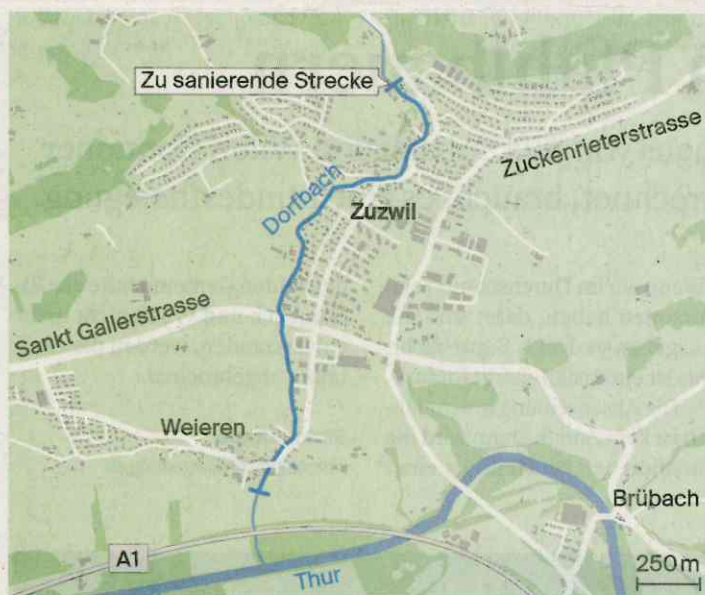 Zu sanierende Strecke
Zuckenrieterstrasse
Dorfbach
Zuzwil
Sankt Gallerstrasse
Weieren
Brübach
A1
250 m
Thur